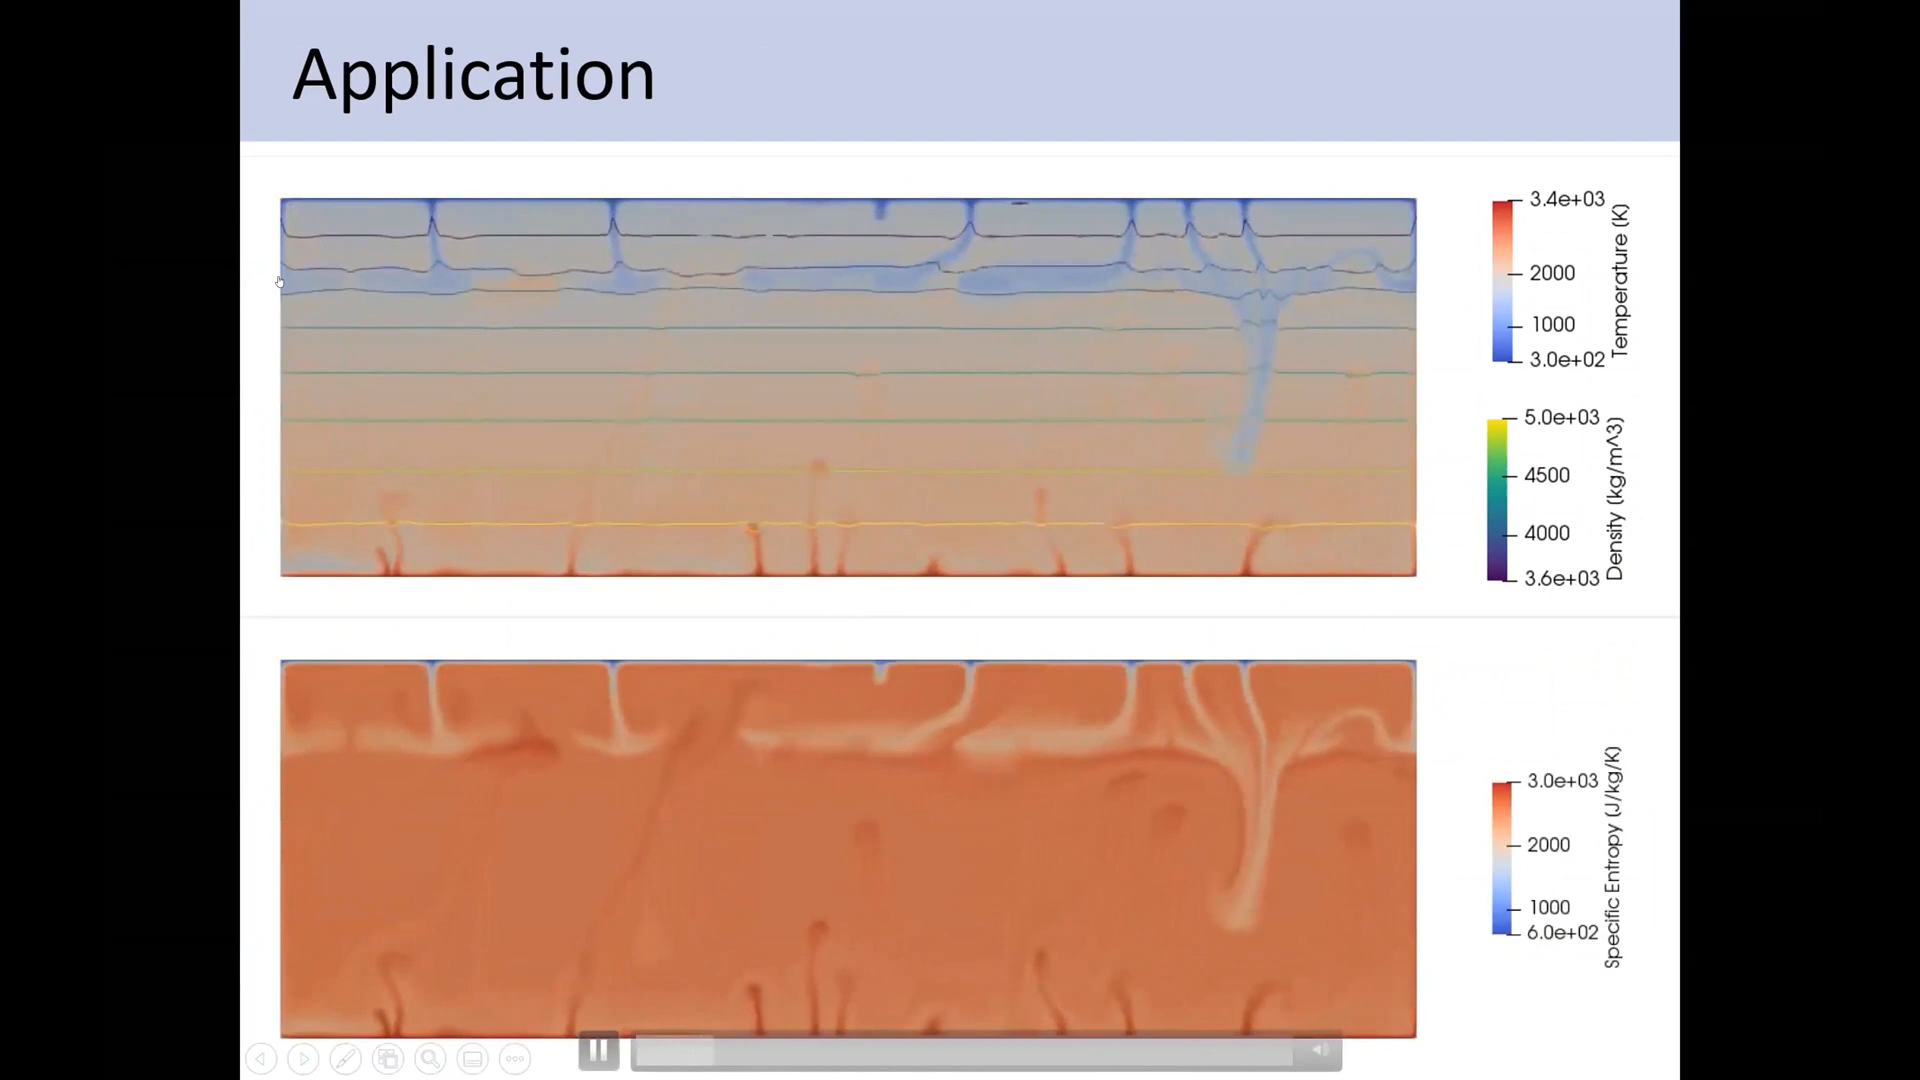 Application
3.4e+03
2000
1000
3.0e+02
Temperature (K)
5.0e+03
4500
4000
3.6e+03
Density (kg/m^3)
3.0e+03
2000
1000
6.0e+02
Specific Entropy (J/kg/K)